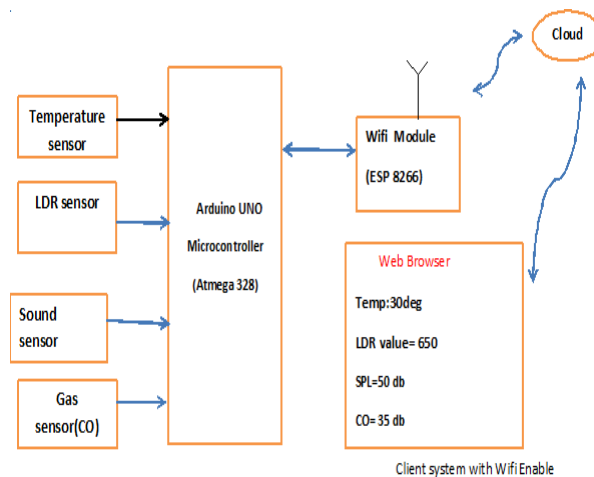 Cloud
Temperature
sensor
LDR sensor
Sound
sensor
Gas
sensor(CO)
Arduino UNO
Microcontroller
(Atmega 328)
Wifi Module
(ESP 8266)
Web Browser
Temp:30deg
LDR value= 650
SPL=50 db
CO= 35 db
Client system with Wifi Enable